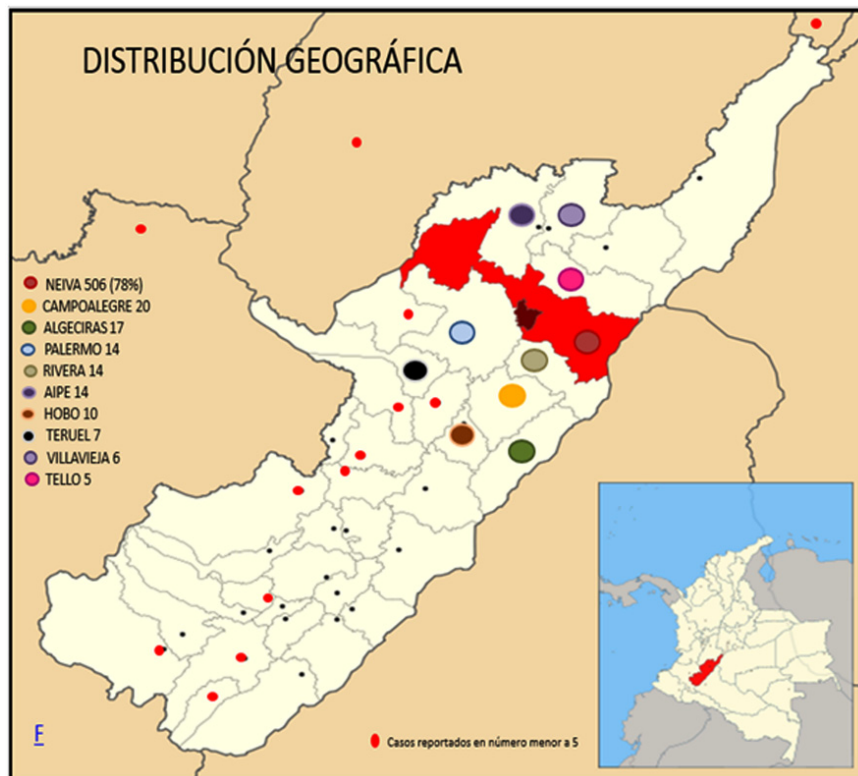 DISTRIBUCIÓN GEOGRÁFICA
NEIVA 506 (78%)
CAMPOALEGRE 20
ALGECIRAS 17
PALERMO 14
RIVERA 14
AIPE 14
HOBO 10
TERUEL 7
VILLAVIEJA 6
TELLO 5
F
Casos reportados en número menor a 5